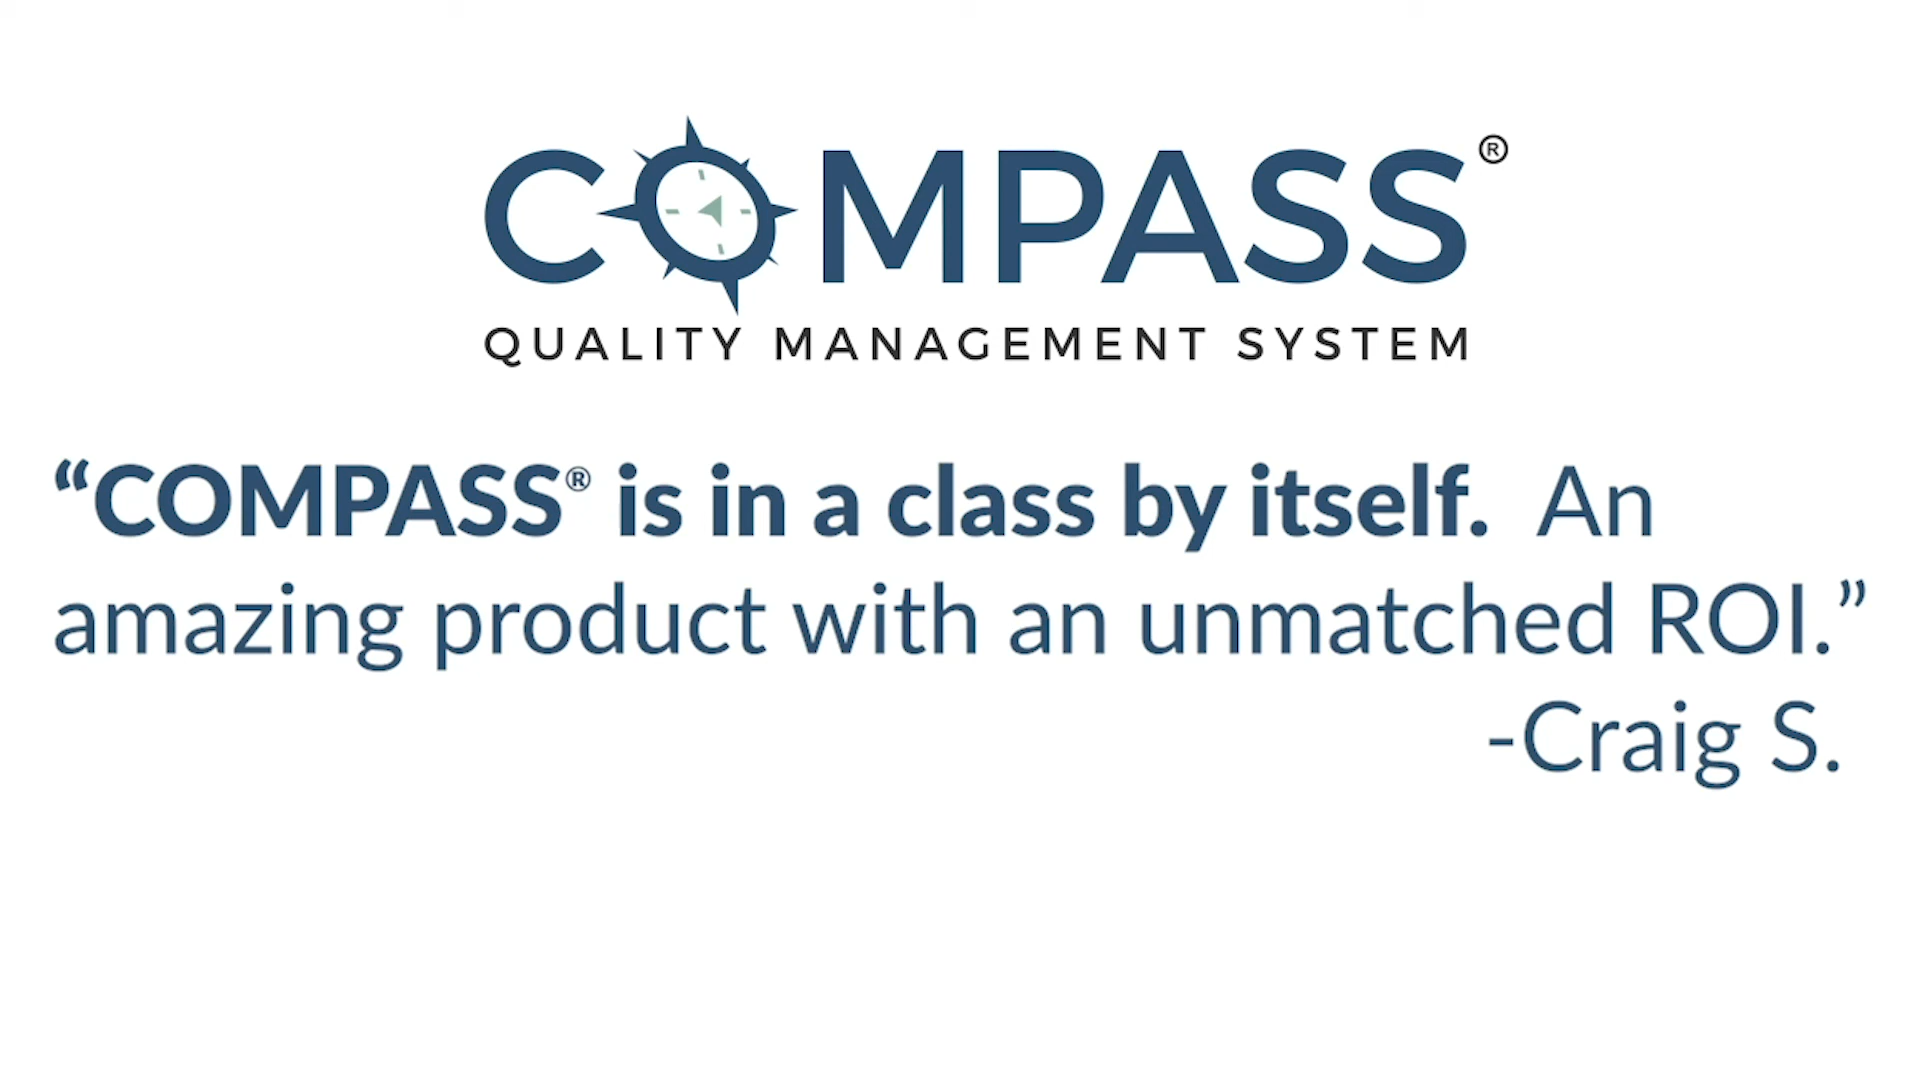 COMPASS®
QUALITY MANAGEMENT SYSTEM
“COMPASS® is in a class by itself.  An
amazing product with an unmatched ROI.”
-Craig S.